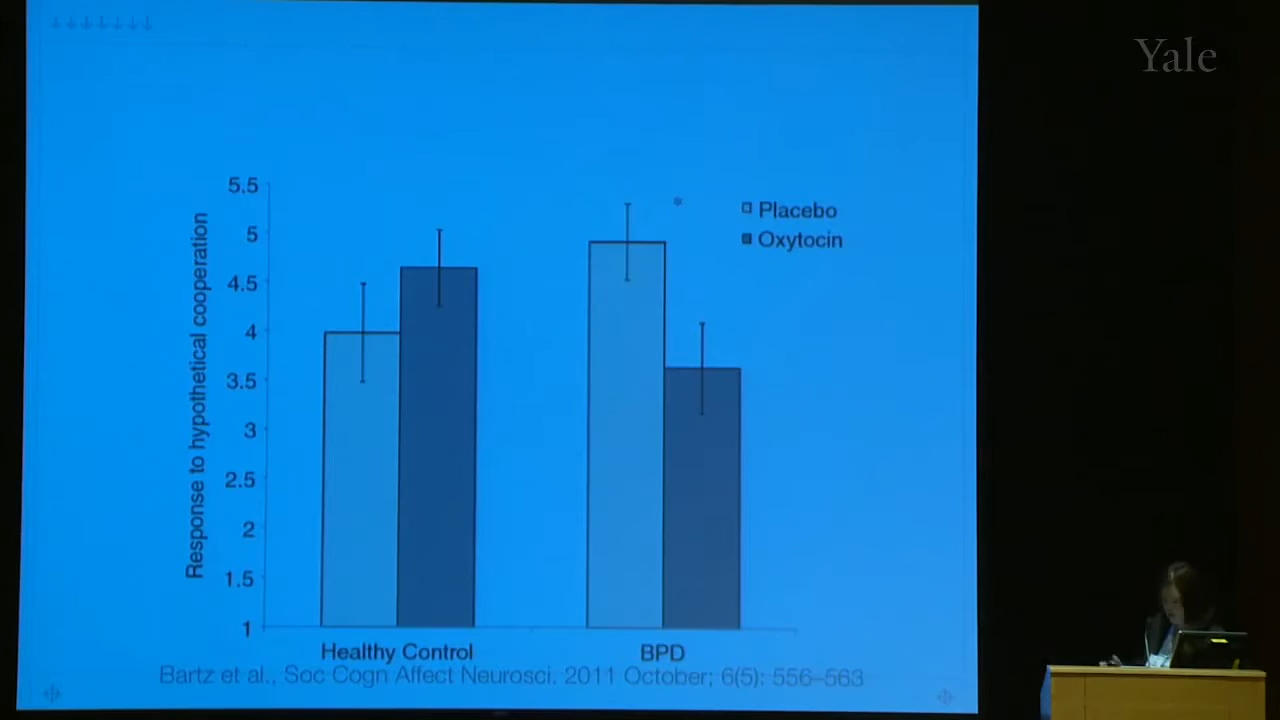 Yale
5.5
5
4.5
4
3.5
3
2.5
2
1.5
1
Response to hypothetical cooperation
*
Placebo
Oxytocin
Healthy Control
BPD
Bartz et al., Soc Cogn Affect Neurosci. 2011 October; 6(5): 556–563